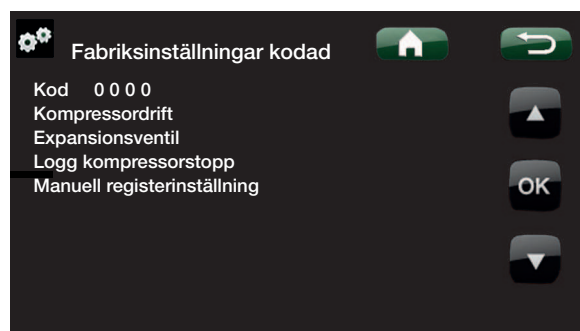 Fabriksinställningar kodad
Kod 0 0 0 0
Kompressordrift
Expansionsventil
Logg kompressorstopp
Manuell registerinställning
OK